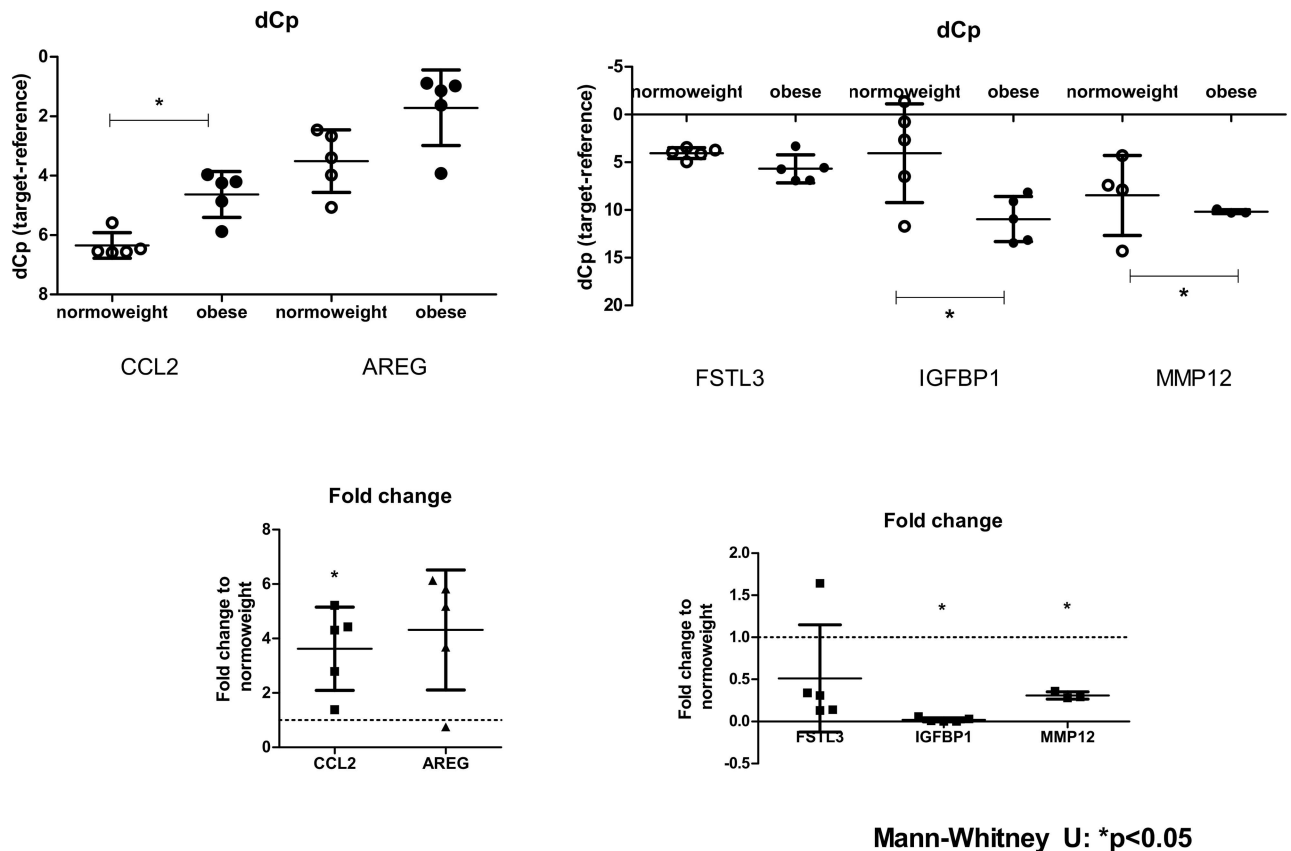 dCp
dCp (target-reference)
0
2
4
6
8
*
normoweight obese normoweight obese
CCL2 AREG
dCp
dCp (target-reference)
-5
0
5
10
15
20
normoweight obese normoweight obese normoweight obese
*
*
FSTL3 IGFBP1 MMP12
Fold change
Fold change to
normoweight
8
6
4
2
0
*
CCL2 AREG
Fold change
Fold change to
normoweight
2.0
1.5
1.0
0.5
0.0
-0.5
* *
FSTL3 IGFBP1 MMP12
Mann-Whitney U: *p<0.05